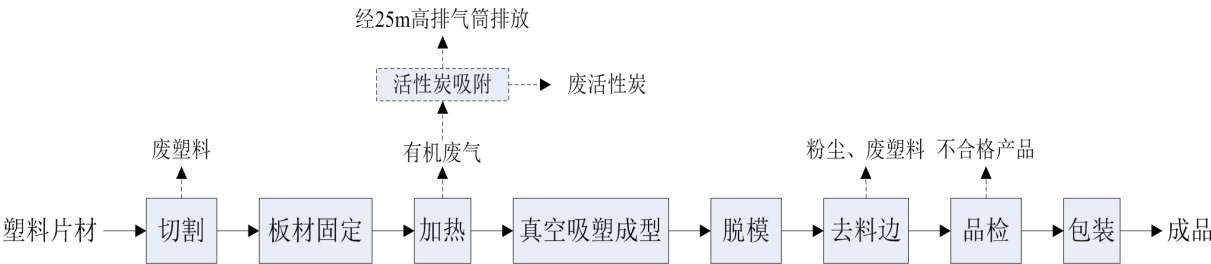 经25m高排气筒排放
活性炭吸附
废活性炭
废塑料
有机废气
粉尘、废塑料
不合格产品
塑料片材
切割
板材固定
加热
真空吸塑成型
脱模
去料边
品检
包装
成品